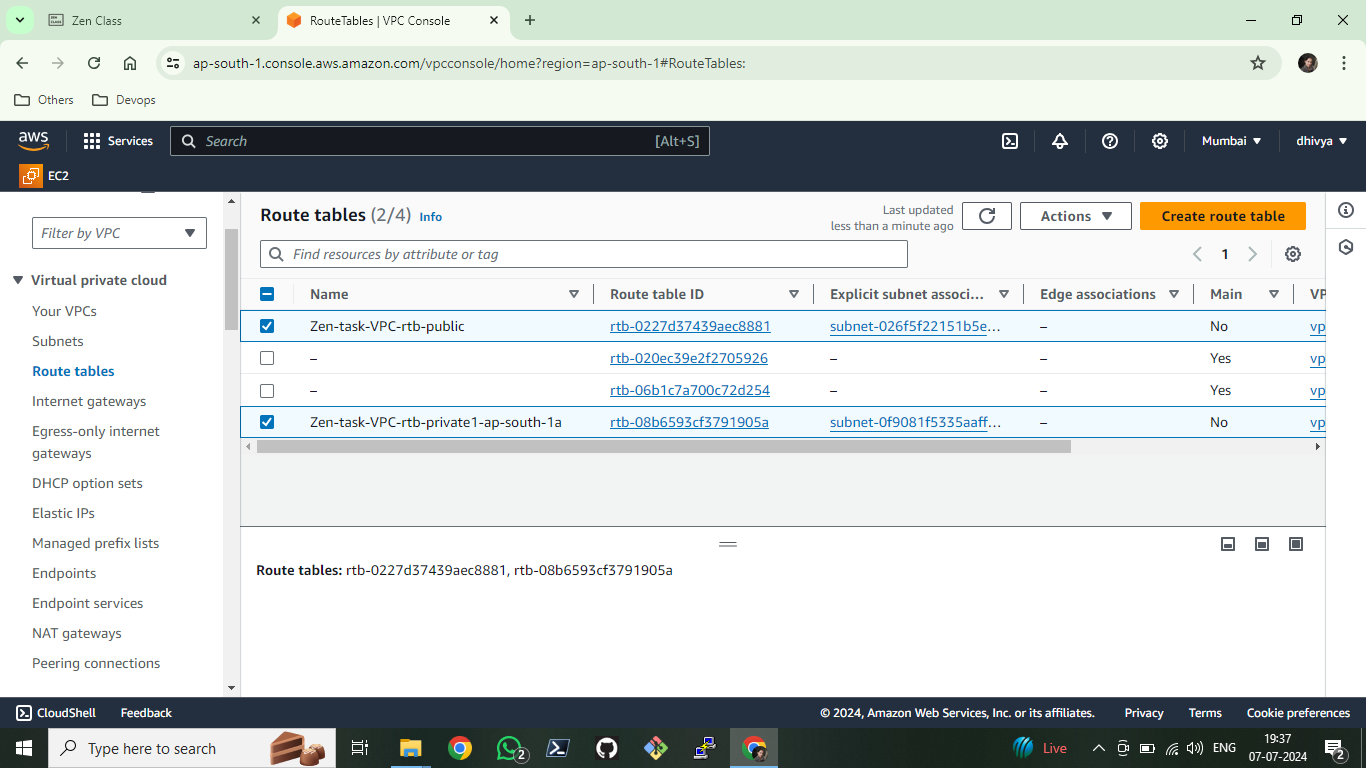 Zen Class
RouteTables | VPC Console
ap-south-1.console.aws.amazon.com/vpcconsole/home?region=ap-south-1#RouteTables:
Others
Devops
aws
Services
Search
[Alt+S]
Mumbai
dhivya
EC2
Filter by VPC
Virtual private cloud
Your VPCs
Subnets
Route tables
Internet gateways
Egress-only internet
gateways
DHCP option sets
Elastic IPs
Managed prefix lists
Endpoints
Endpoint services
NAT gateways
Peering connections
Route tables (2/4) Info
Last updated
less than a minute ago
Actions
Create route table
Find resources by attribute or tag
1
Name Route table ID Explicit subnet associ... Edge associations Main VP
Zen-task-VPC-rtb-public rtb-0227d37439aec8881 subnet-026f5f22151b5e... – No vp
– rtb-020ec39e2f2705926 – – Yes vp
– rtb-06b1c7a700c72d254 – – Yes vp
Zen-task-VPC-rtb-private1-ap-south-1a rtb-08b6593cf3791905a subnet-0f9081f5335aaff... – No vp
Route tables: rtb-0227d37439aec8881, rtb-08b6593cf3791905a
CloudShell
Feedback
© 2024, Amazon Web Services, Inc. or its affiliates.
Privacy
Terms
Cookie preferences
Type here to search
2
Live
ENG
19:37
07-07-2024
2